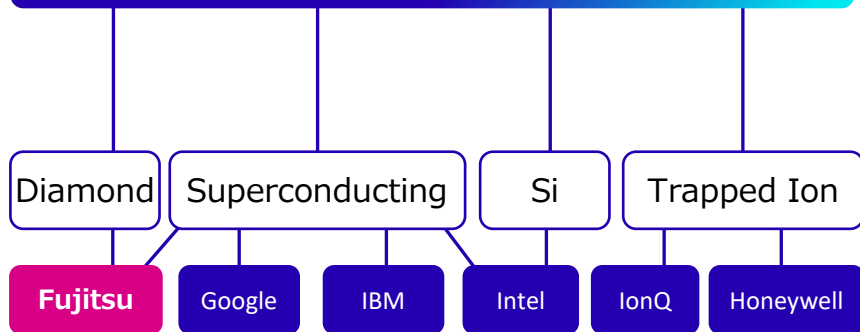 Diamond Superconducting Si Trapped Ion
Fujitsu Google IBM Intel IonQ Honeywell